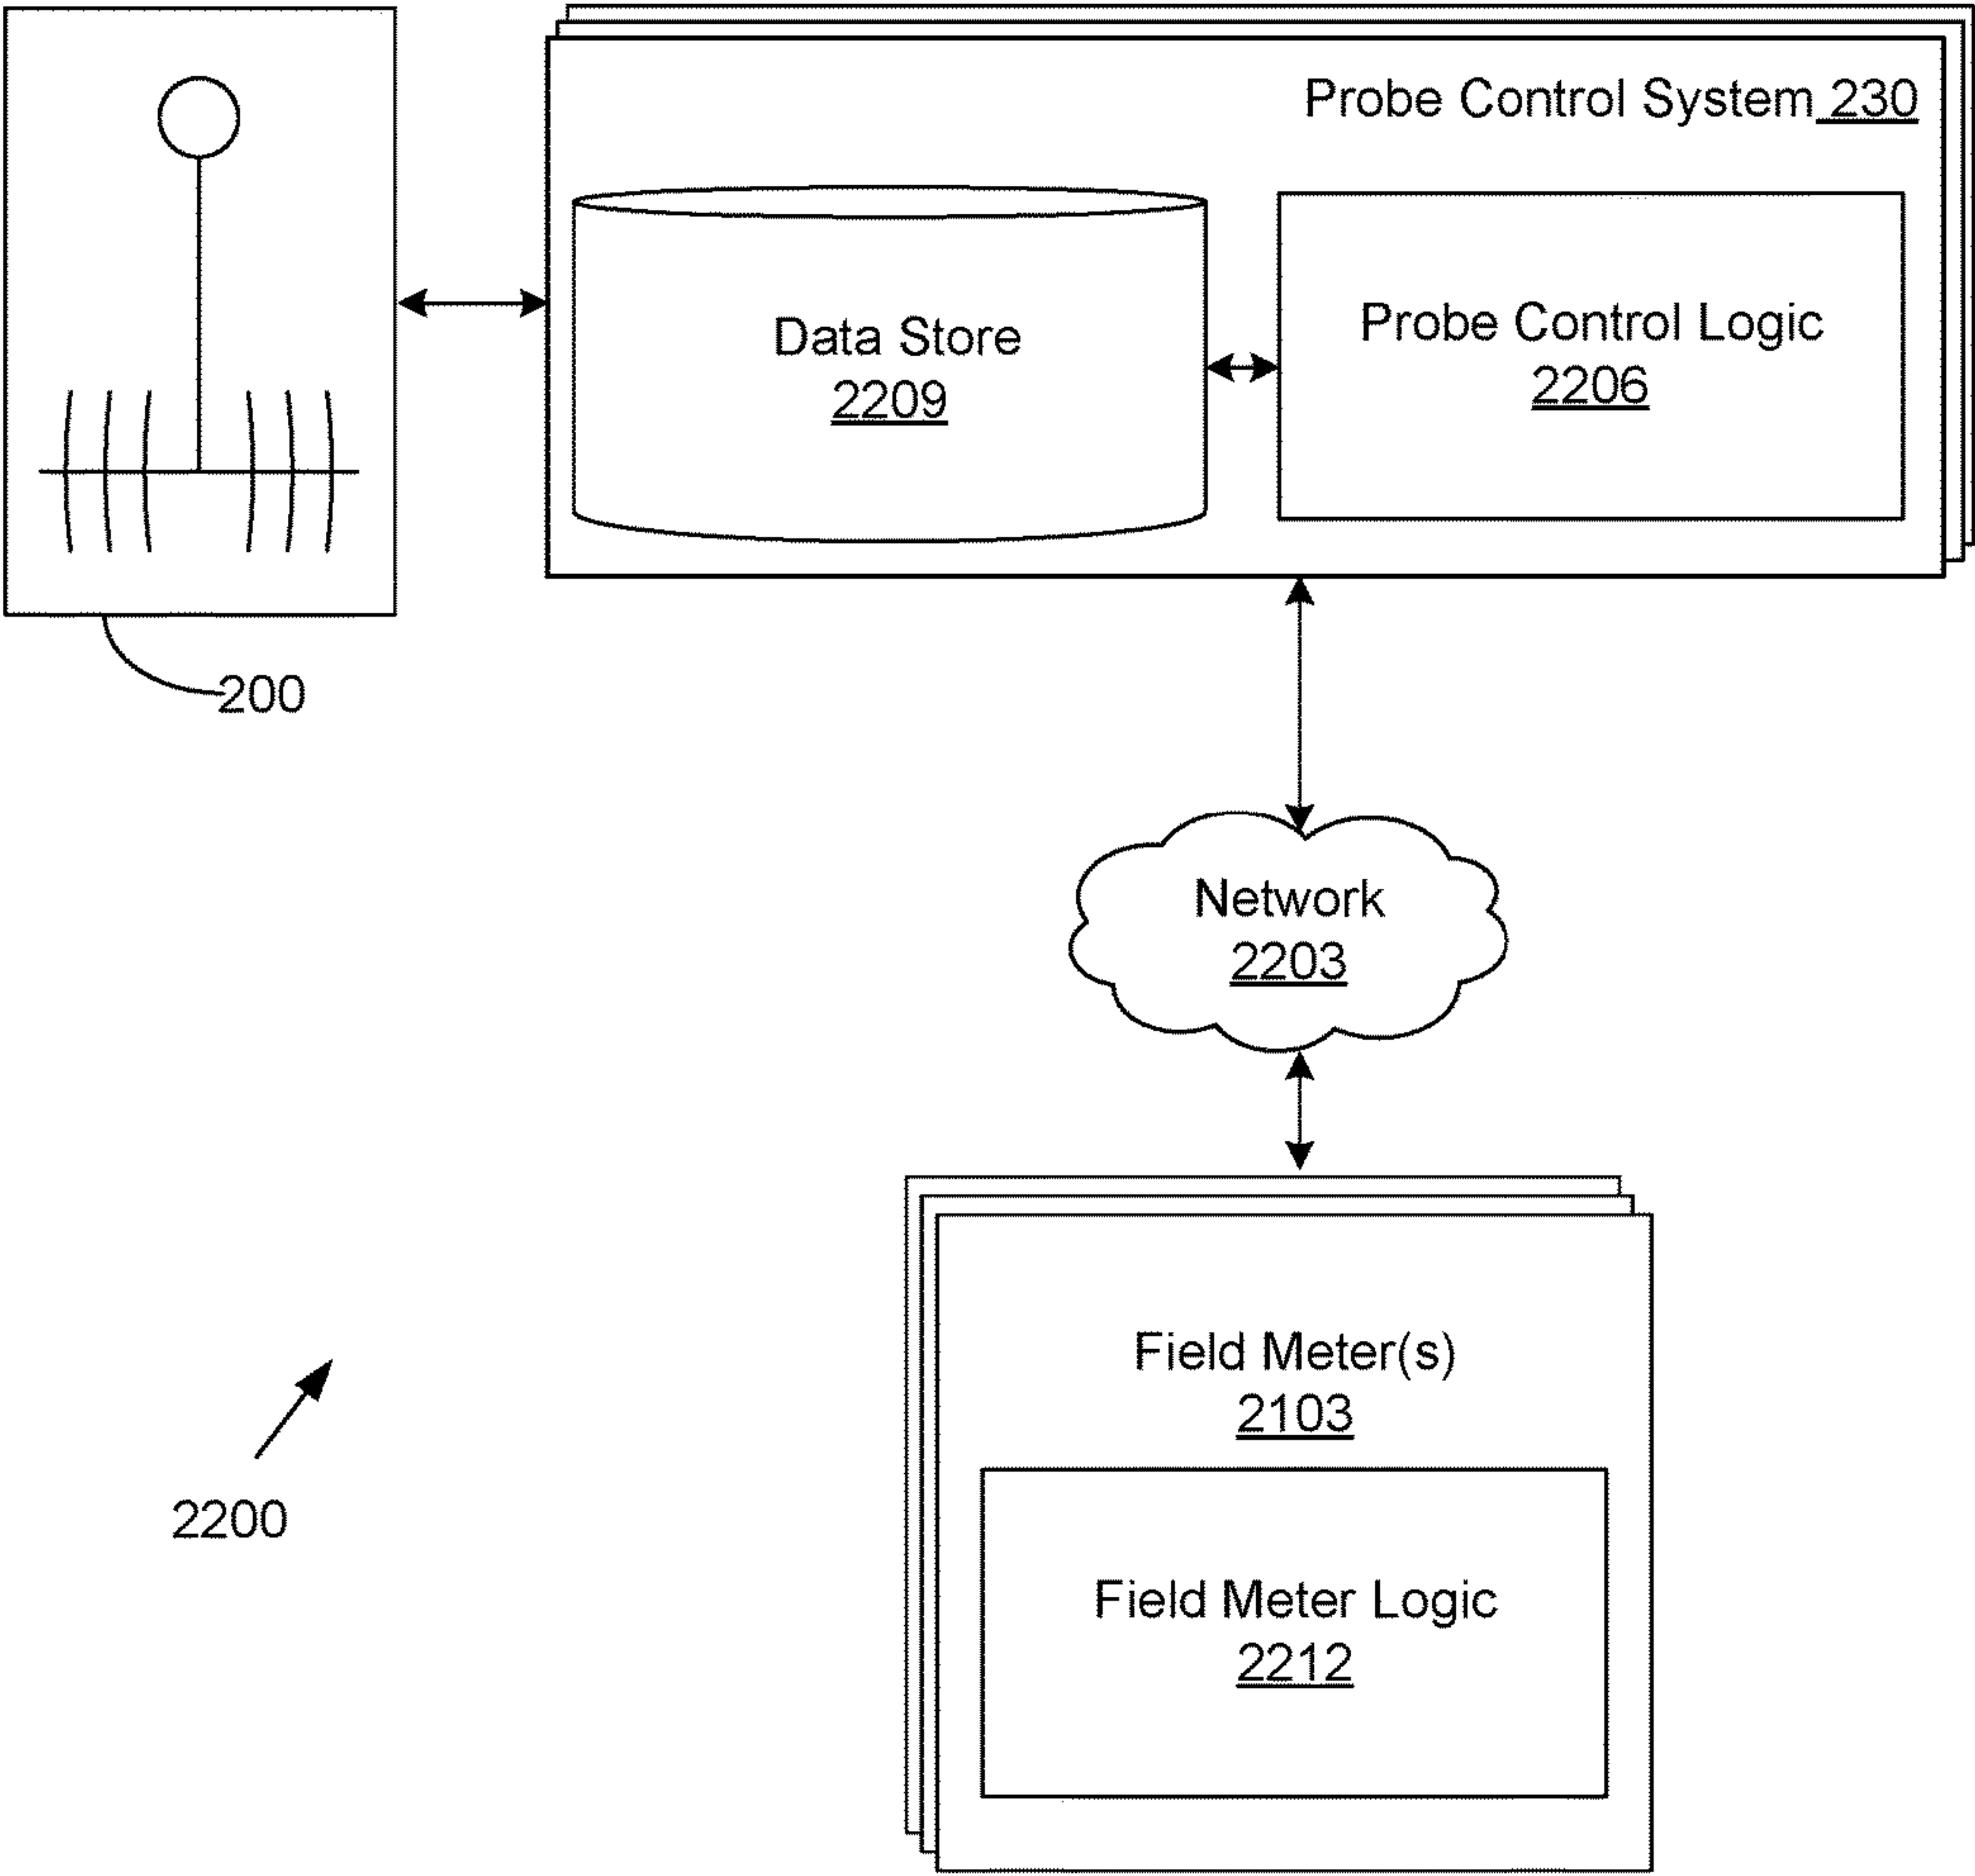 Probe Control System 230
Data Store
2209
Probe Control Logic
2206
200
Network
2203
Field Meter(s)
2103
2200
Field Meter Logic
2212